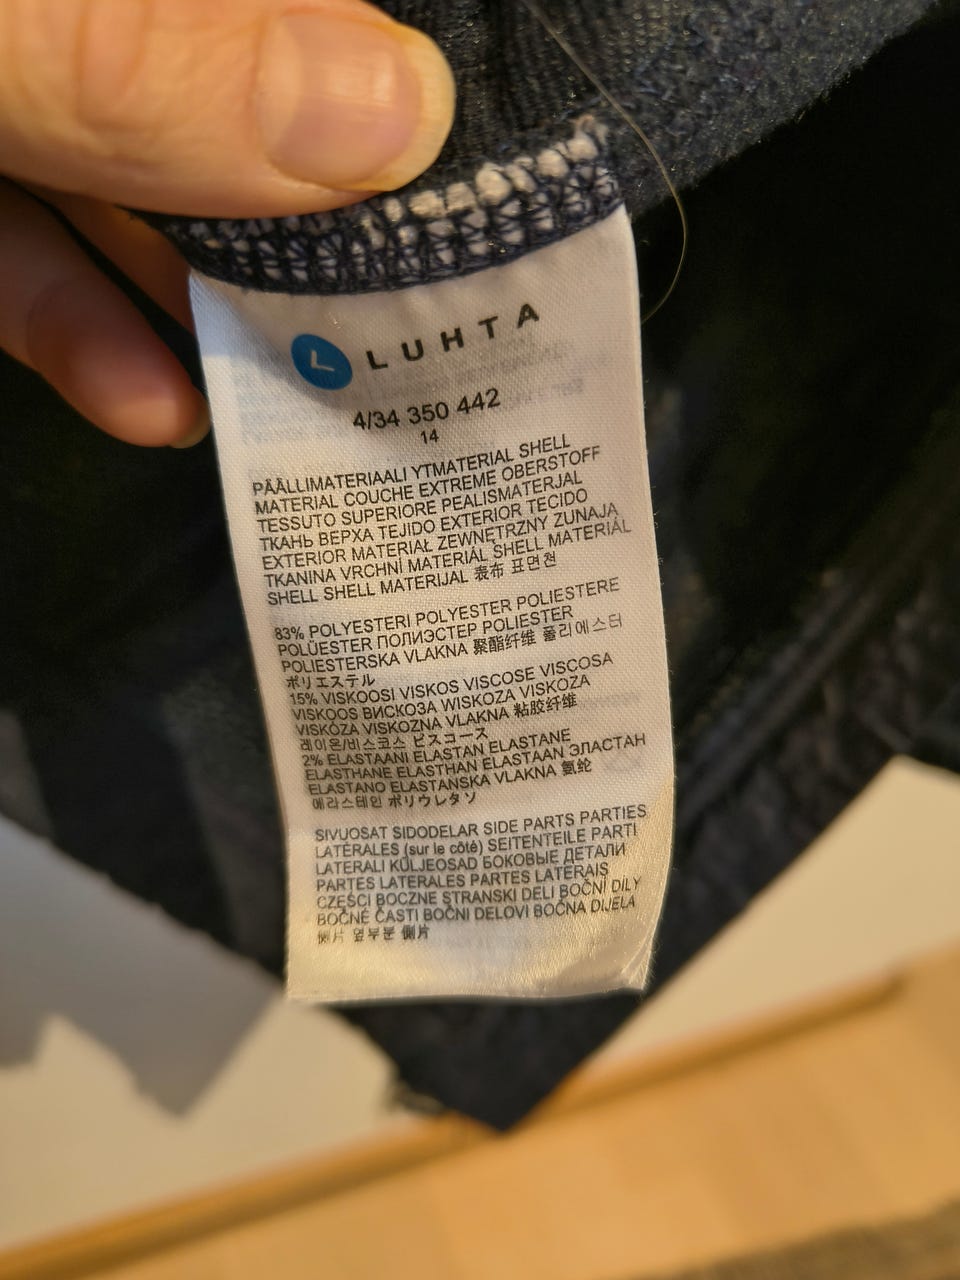 L LUHTA
4/34 350 442
14
PÄÄLLIMATERIAALI YTMATERIAL SHELL
MATERIAL COUCHE EXTREME OBERSTOFF
TESSUTO SUPERIORE PEALISMATERJAL
ТКАНЬ ВЕРХА TEJIDO EXTERIOR TECIDO
EXTERIOR MATERIAŁ ZEWNĘTRZNY ZUNAJA
TKANINA VRCHNÍ MATERIÁL SHELL MATERIÁL
SHELL SHELL MATERIJAL 表布 표면천
83% POLYESTERI POLYESTER POLIESTERE
POLÜESTER ПОЛИЭСТЕР POLIESTER
POLIESTERSKA VLAKNA 聚酯纤维 폴리에스터
ポリエステル
15% VISKOOSI VISKOS VISCOSE VISCOSA
VISKOOS ВИСКОЗА WISKOZA VISKOZA
VISKÓZA VISKOZNA VLAKNA 粘胶纤维
레이온/비스코스 ビスコース
2% ELASTAANI ELASTAN ELASTANE
ELASTHANE ELASTHAN ELASTAAN ЭЛАСТАН
ELASTANO ELASTANSKA VLAKNA 氨纶
에라스테인 ポリウレタソ
SIVUOSAT SIDODELAR SIDE PARTS PARTIES
LATÉRALES (sur le côté) SEITENTEILE PARTI
LATERALI KÜLJEOSAD БОКОВЫЕ ДЕТАЛИ
PARTES LATERALES PARTES LATERAIS
CZĘŚCI BOCZNE STRANSKI DELI BOČNÍ DÍLY
BOČNÉ ČASTI BOČNI DELOVI BOČNA DIJELA
侧片 옆부분 側片